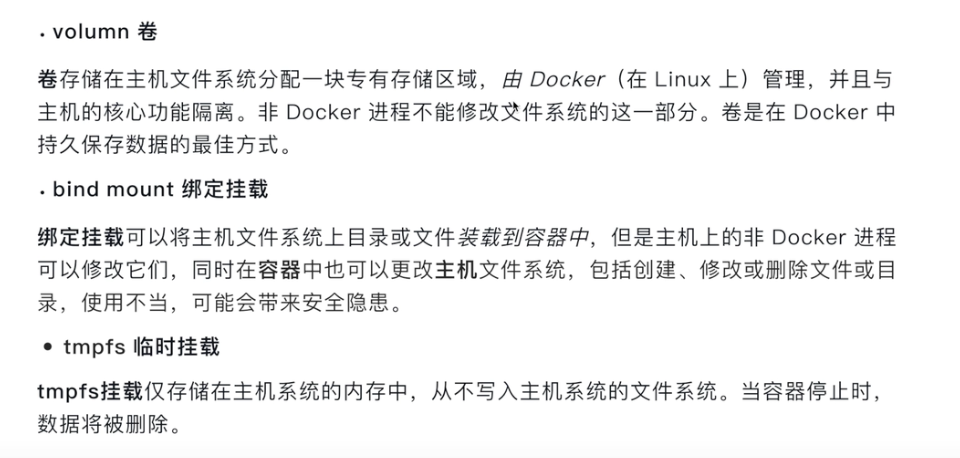 • volumn 卷
卷存储在主机文件系统分配一块专有存储区域，由 Docker（在 Linux 上）管理，并且与
主机的核心功能隔离。非 Docker 进程不能修改文件系统的这一部分。卷是在 Docker 中
持久保存数据的最佳方式。
• bind mount 绑定挂载
绑定挂载可以将主机文件系统上目录或文件装载到容器中，但是主机上的非 Docker 进程
可以修改它们，同时在容器中也可以更改主机文件系统，包括创建、修改或删除文件或目
录，使用不当，可能会带来安全隐患。
• tmpfs 临时挂载
tmpfs挂载仅存储在主机系统的内存中，从不写入主机系统的文件系统。当容器停止时，
数据将被删除。